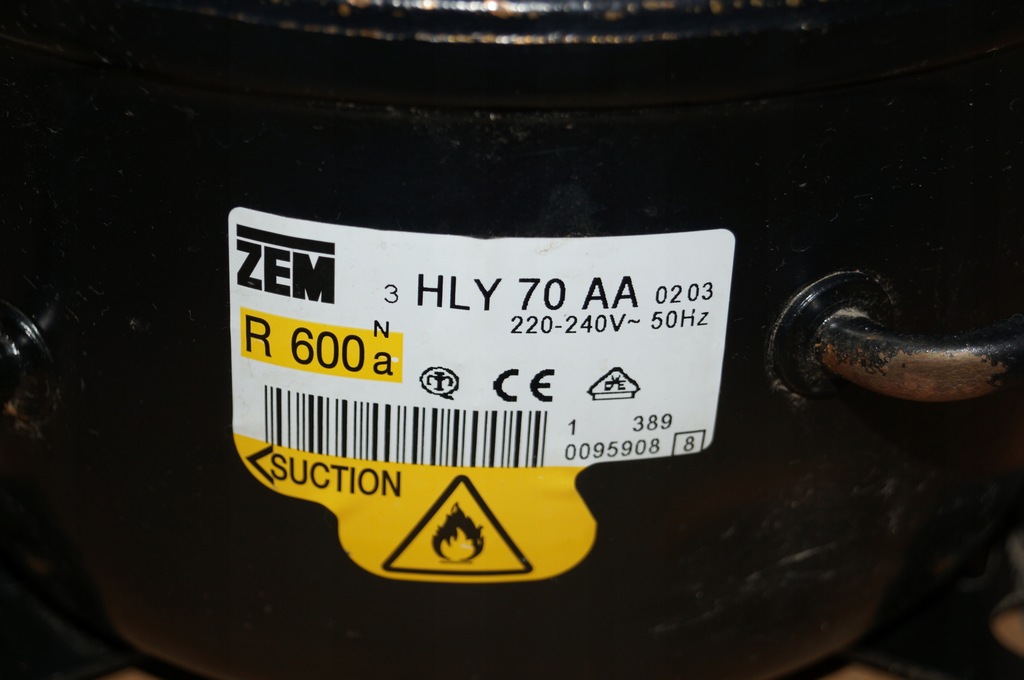 ZEM
3 HLY 70 AA 0203
220-240V~ 50Hz
N
R 600a
CE
1 389
0095908 8
<SUCTION